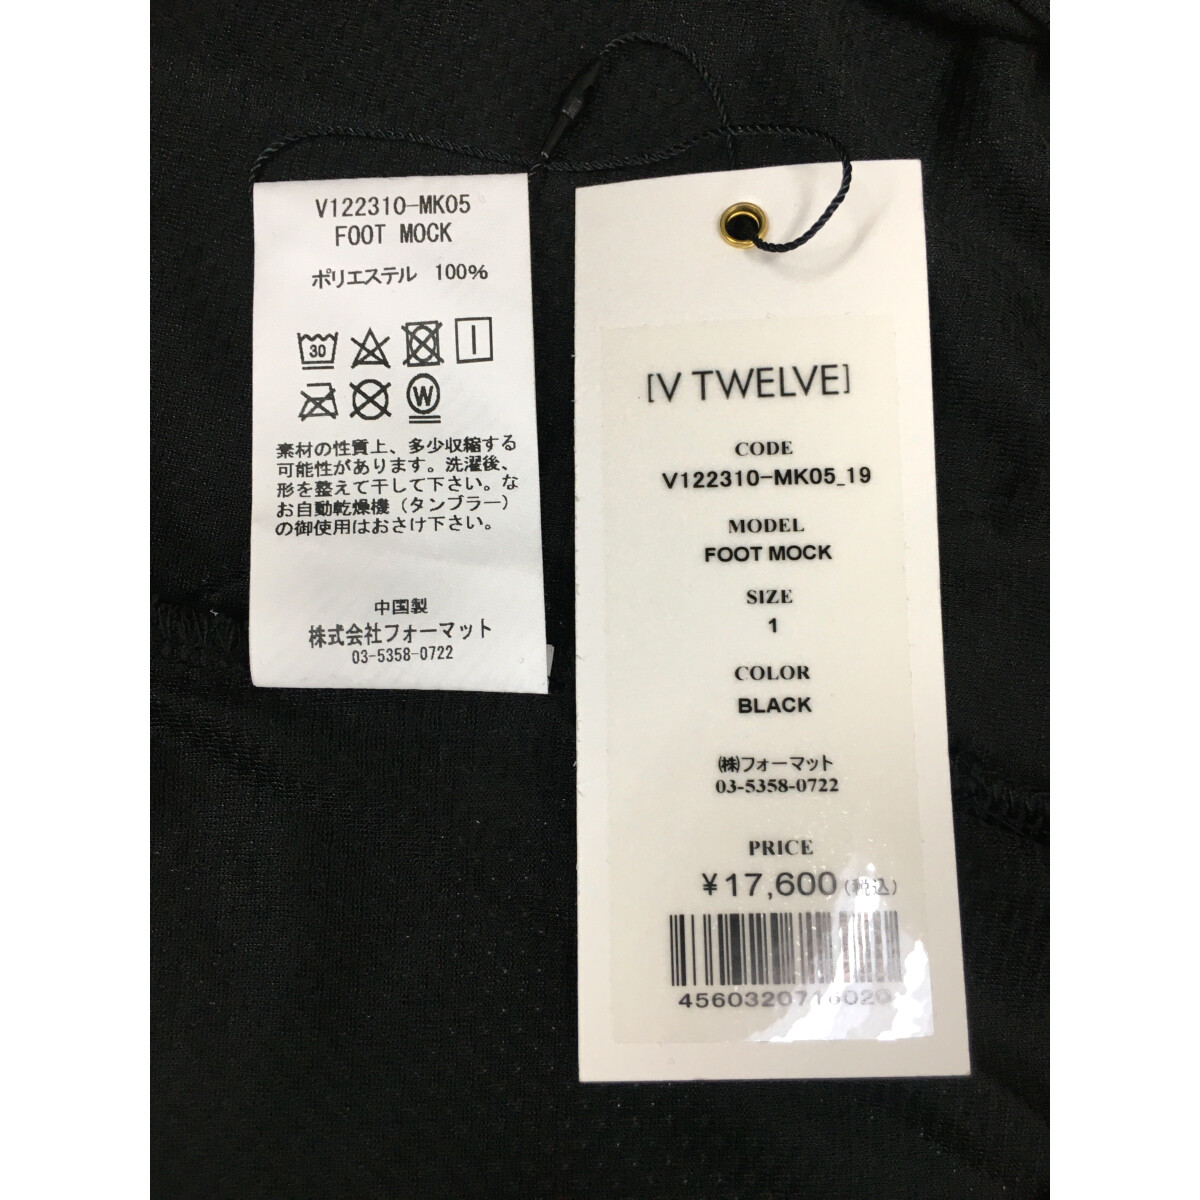 V122310-MK05
FOOT MOCK
ポリエステル 100%
30
W
素材の性質上、多少収縮する
可能性があります。洗濯後、
形を整えて干して下さい。な
お自動乾燥機（タンブラー）
の御使用はおさけ下さい。
中国製
株式会社フォーマット
03-5358-0722
[V TWELVE]
CODE
V122310-MK05_19
MODEL
FOOT MOCK
SIZE
1
COLOR
BLACK
㈱フォーマット
03-5358-0722
PRICE
¥17,600(税込)